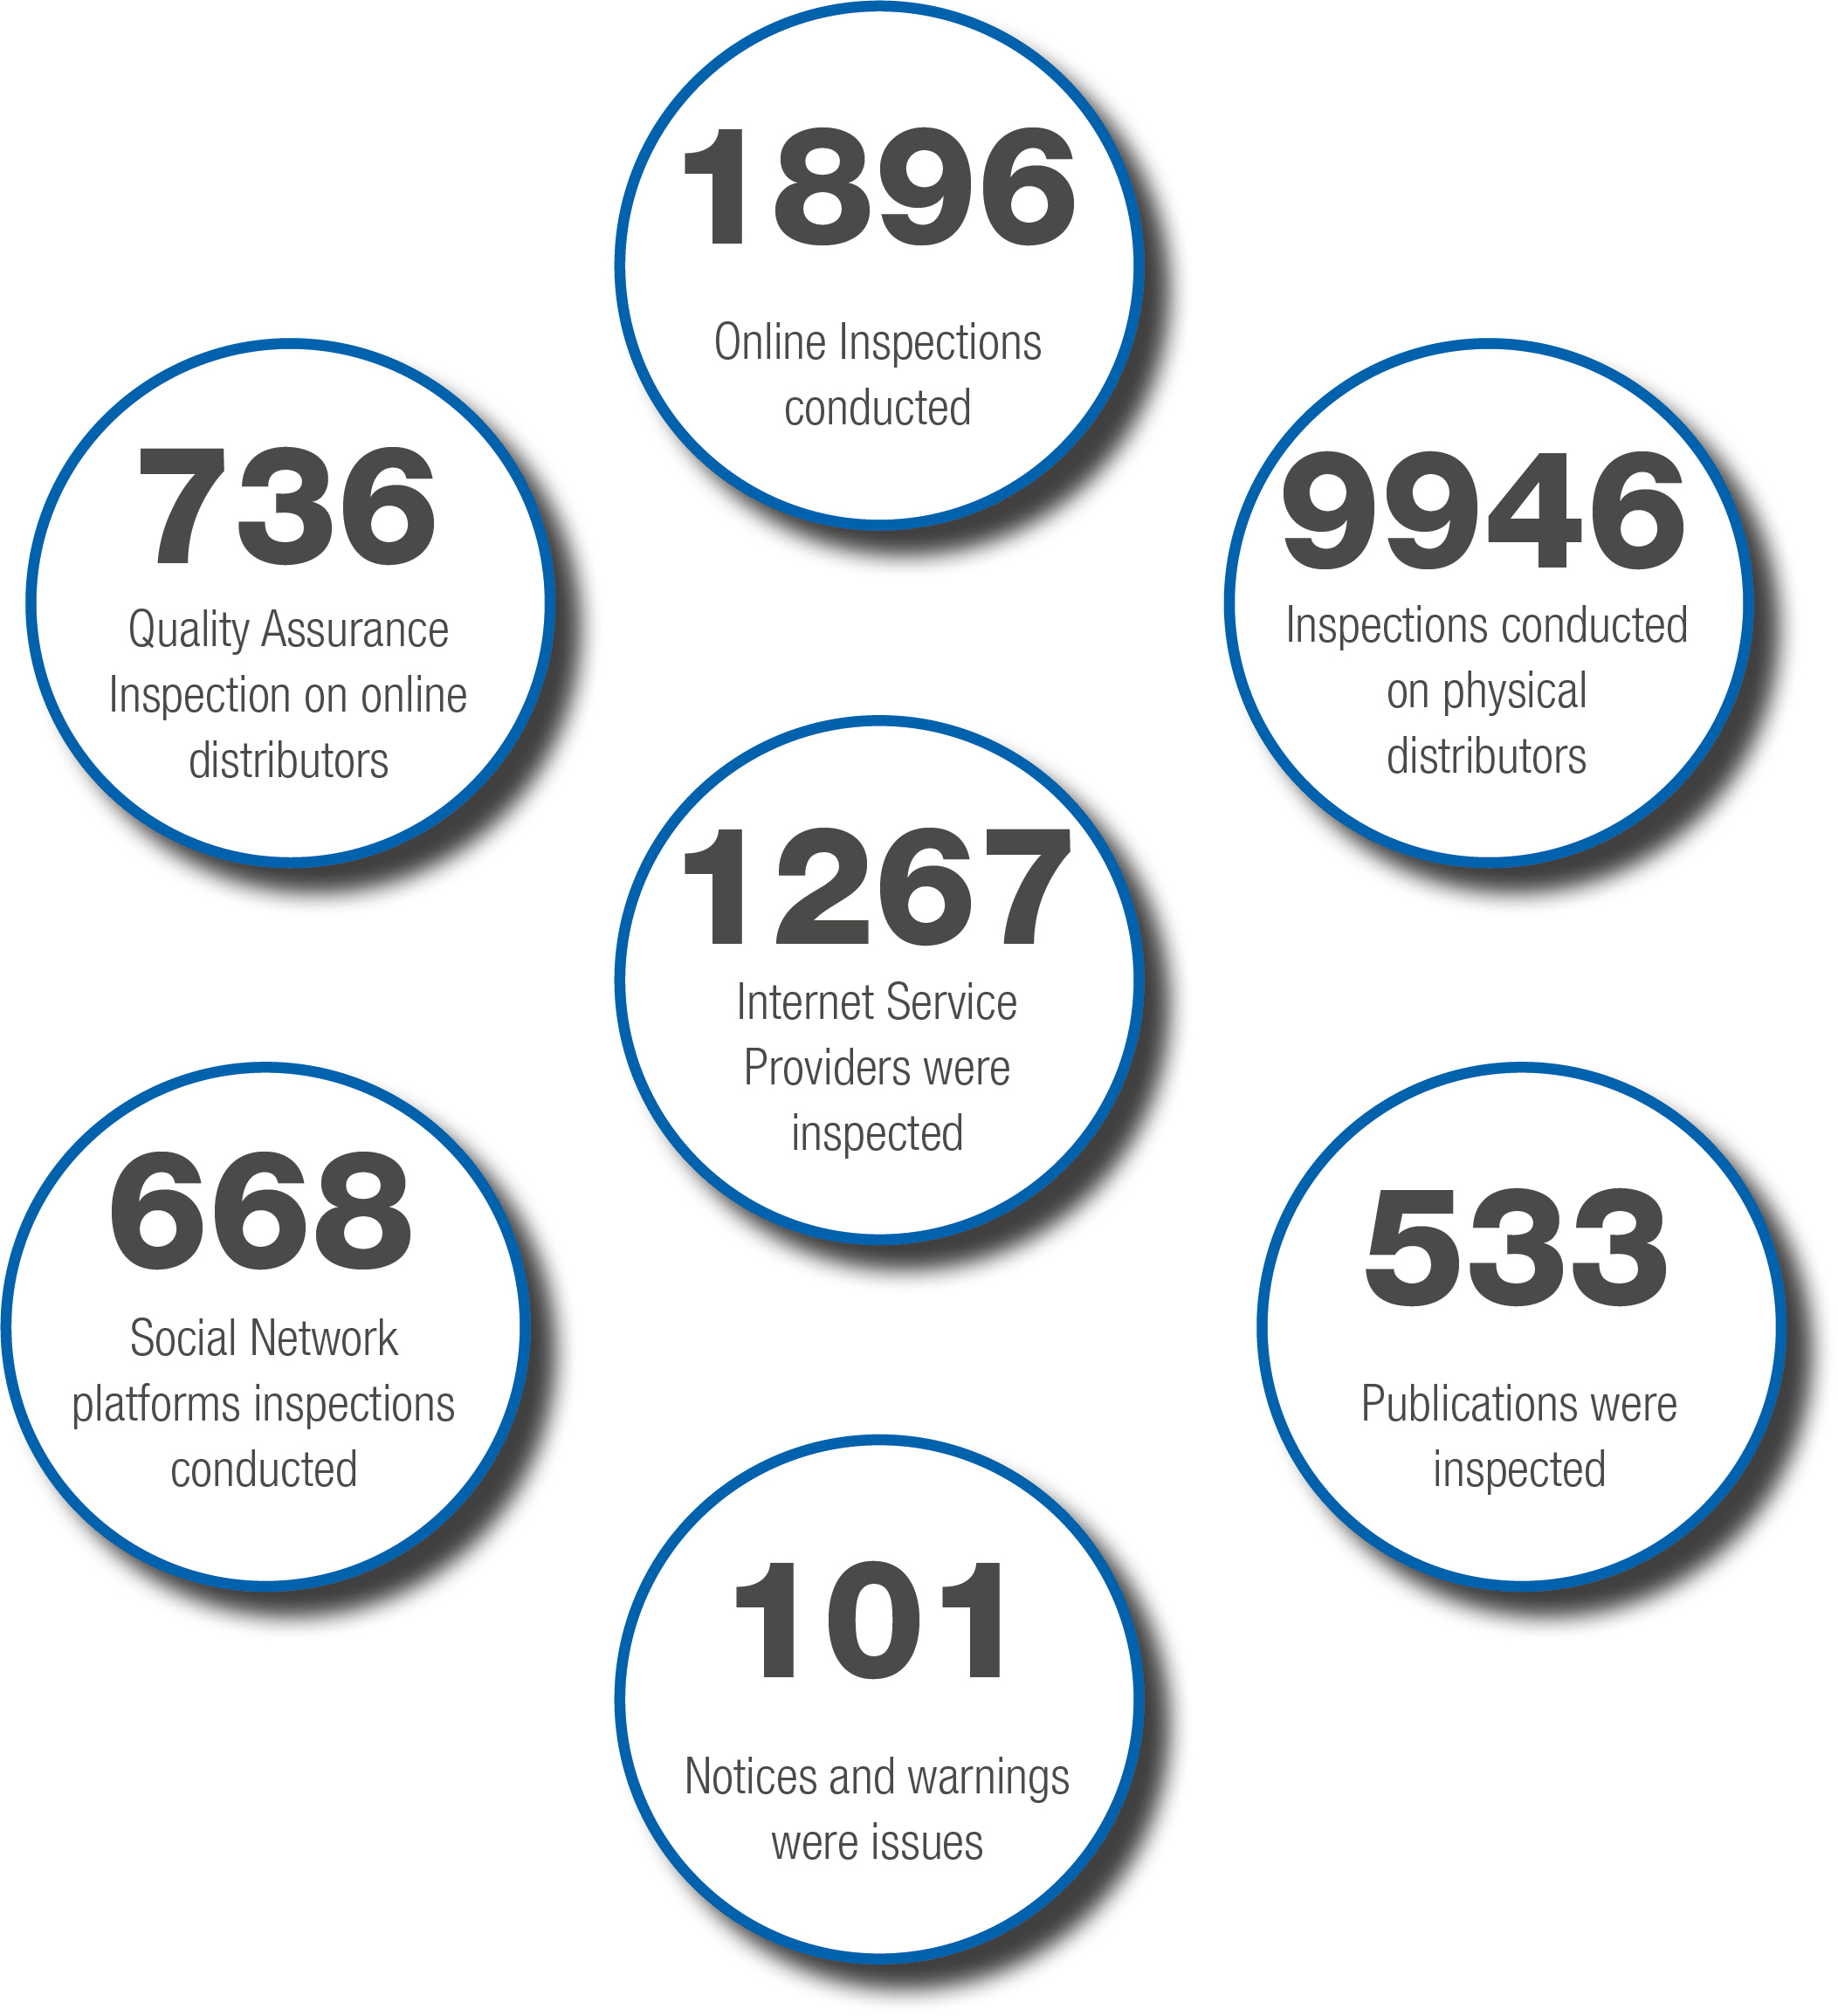 1896
Online Inspections
conducted
736
Quality Assurance
Inspection on online
distributors
9946
Inspections conducted
on physical
distributors
1267
Internet Service
Providers were
inspected
668
Social Network
platforms inspections
conducted
533
Publications were
inspected
101
Notices and warnings
were issues